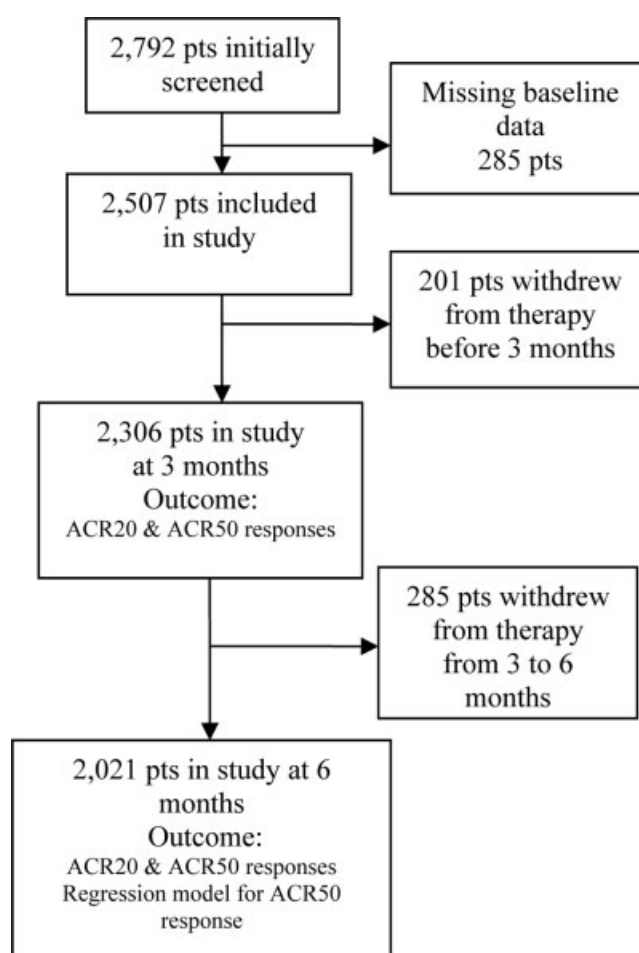 2,792 pts initially
screened
Missing baseline
data
285 pts
2,507 pts included
in study
201 pts withdrew
from therapy
before 3 months
2,306 pts in study
at 3 months
Outcome:
ACR20 & ACR50 responses
285 pts withdrew
from therapy
from 3 to 6
months
2,021 pts in study at 6
months
Outcome:
ACR20 & ACR50 responses
Regression model for ACR50
response